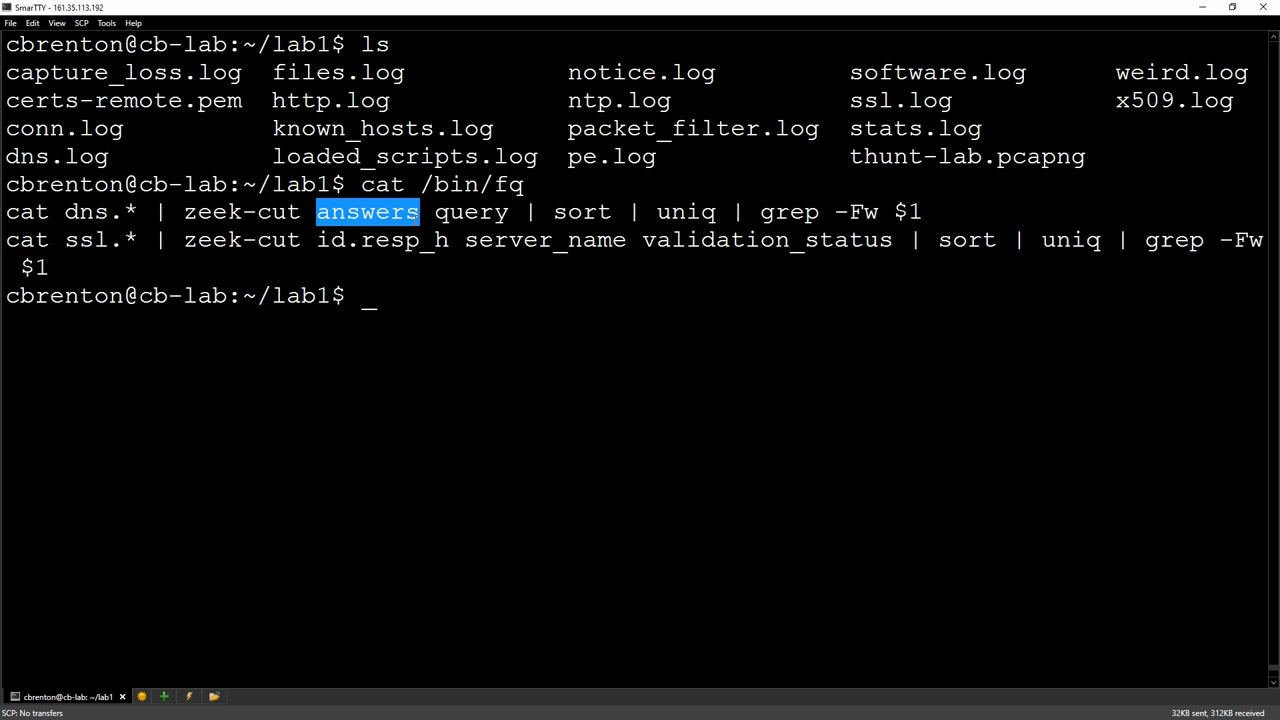 SmarTTY - 161.35.113.192
File Edit View SCP Tools Help
cbrenton@cb-lab:~/lab1$ ls
capture_loss.log files.log notice.log software.log weird.log
certs-remote.pem http.log ntp.log ssl.log x509.log
conn.log known_hosts.log packet_filter.log stats.log
dns.log loaded_scripts.log pe.log thunt-lab.pcapng
cbrenton@cb-lab:~/lab1$ cat /bin/fq
cat dns.* | zeek-cut answers query | sort | uniq | grep -Fw $1
cat ssl.* | zeek-cut id.resp_h server_name validation_status | sort | uniq | grep -Fw
$1
cbrenton@cb-lab:~/lab1$ _
cbrenton@cb-lab: ~/lab1
SCP: No transfers 32KB sent, 312KB received